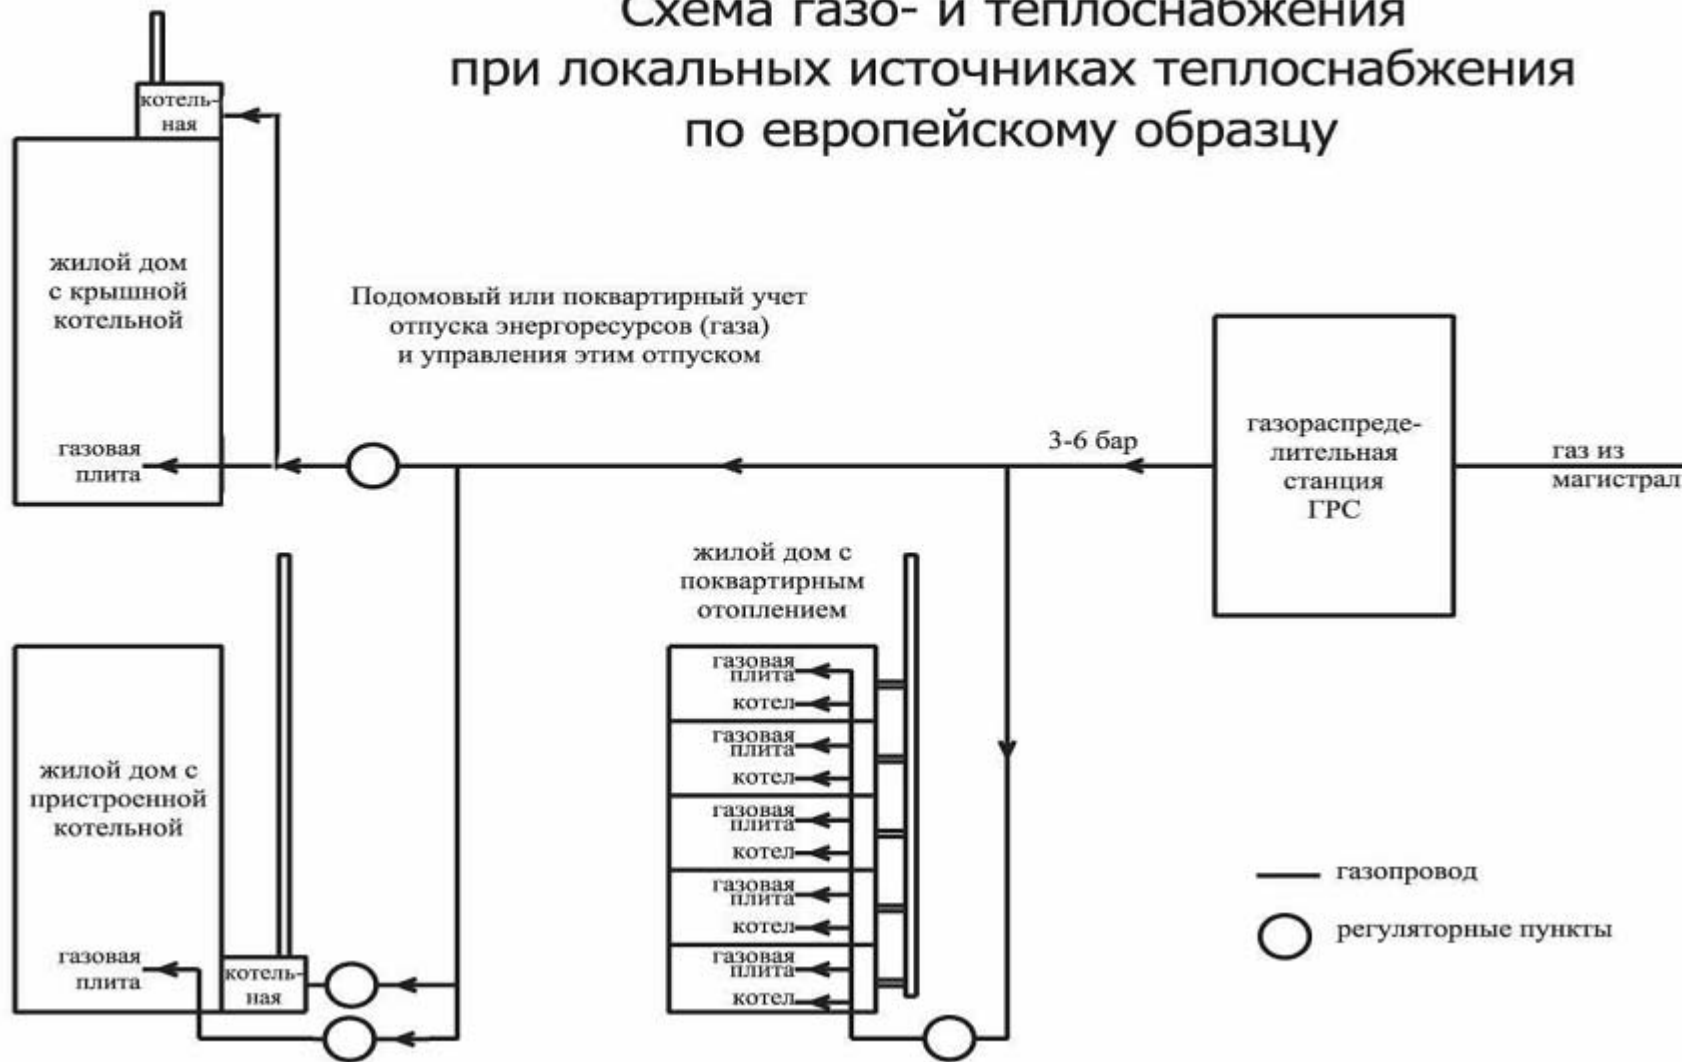 Схема газо- и теплоснабжения
при локальных источниках теплоснабжения
по европейскому образцу
котель-
ная
жилой дом
с крышной
котельной
газовая
плита
Подомовый или поквартирный учет
отпуска энергоресурсов (газа)
и управления этим отпуском
3-6 бар
газораспреде-
лительная
станция
ГРС
газ из
магистрал
жилой дом с
пристроенной
котельной
газовая
плита
котель-
ная
жилой дом с
поквартирным
отоплением
газовая
плита
котел
газовая
плита
котел
газовая
плита
котел
газовая
плита
котел
газовая
плита
котел
газопровод
регуляторные пункты